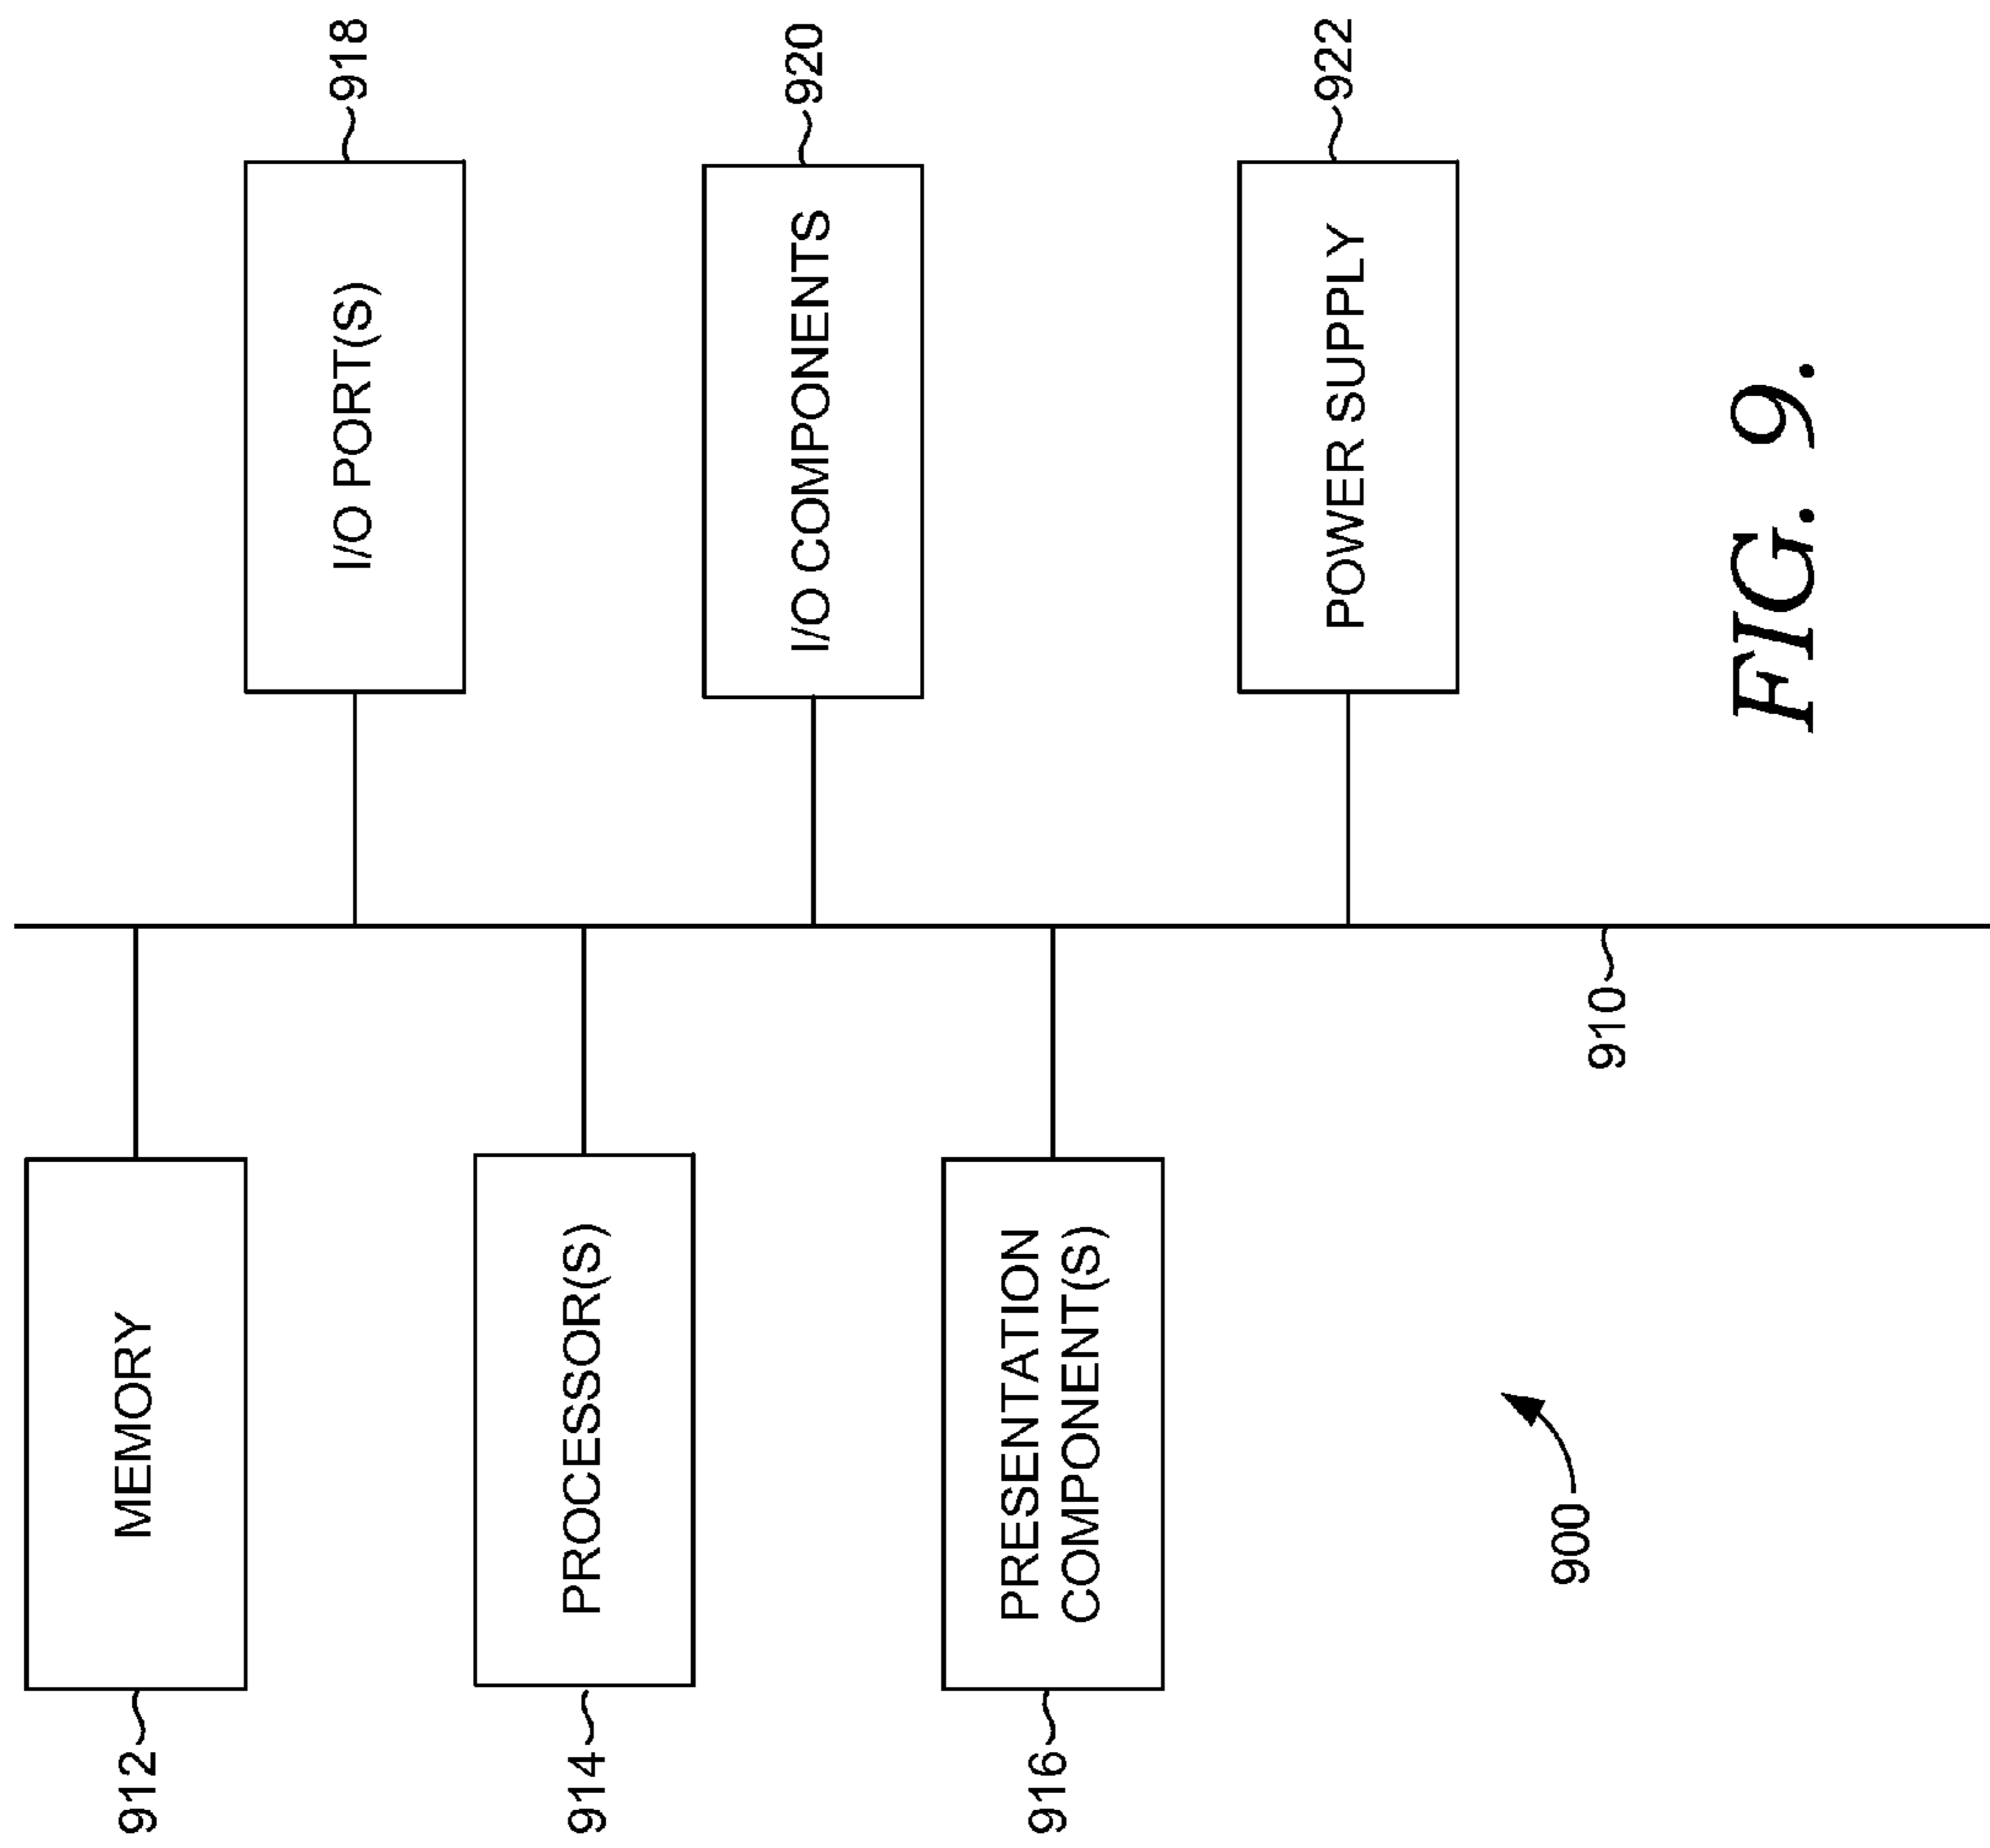 912
MEMORY
I/O PORT(S)
918
914
PROCESSOR(S)
I/O COMPONENTS
920
916
PRESENTATION
COMPONENT(S)
POWER SUPPLY
922
910
900
FIG. 9.